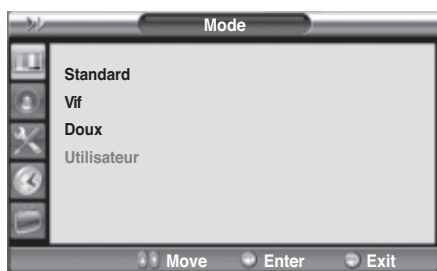 Mode
Standard
Vif
Doux
Utilisateur
Move Enter Exit